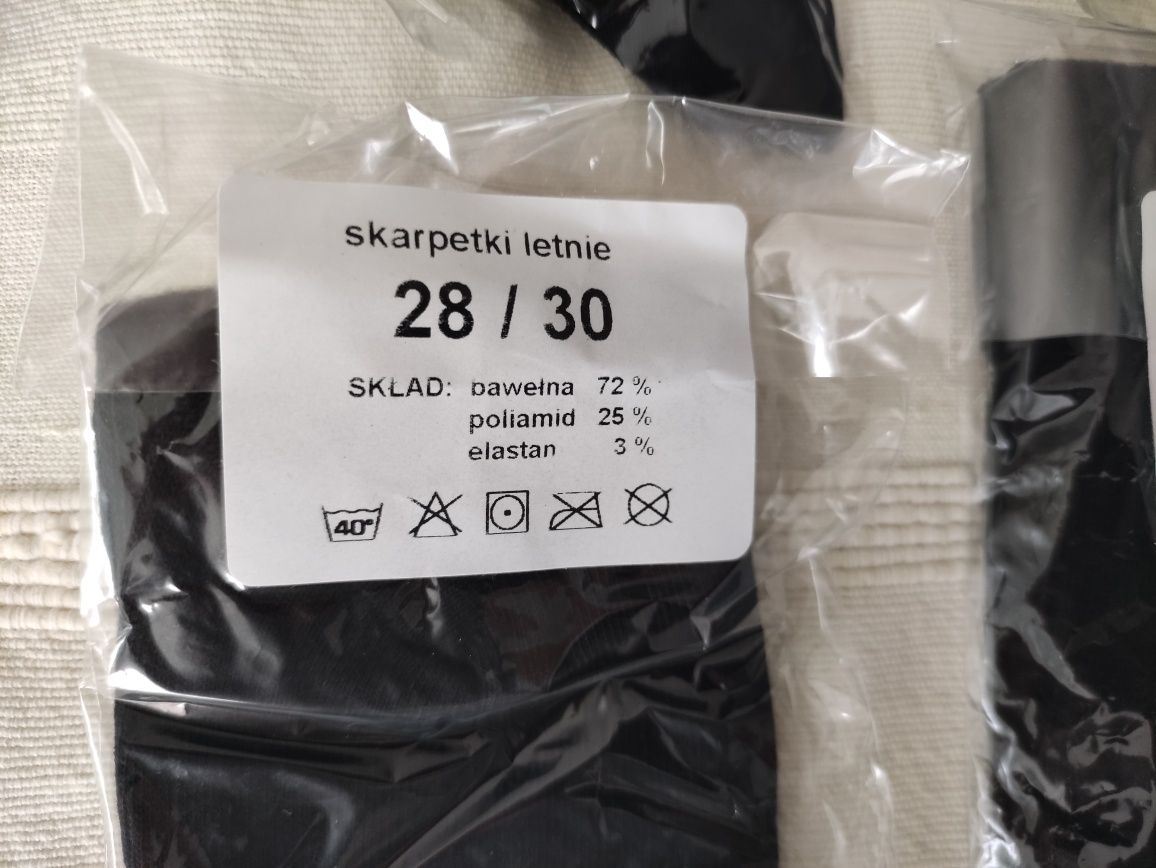 skarpetki letnie
28 / 30
SKŁAD: bawełna 72 %
poliamid 25 %
elastan 3 %
40°